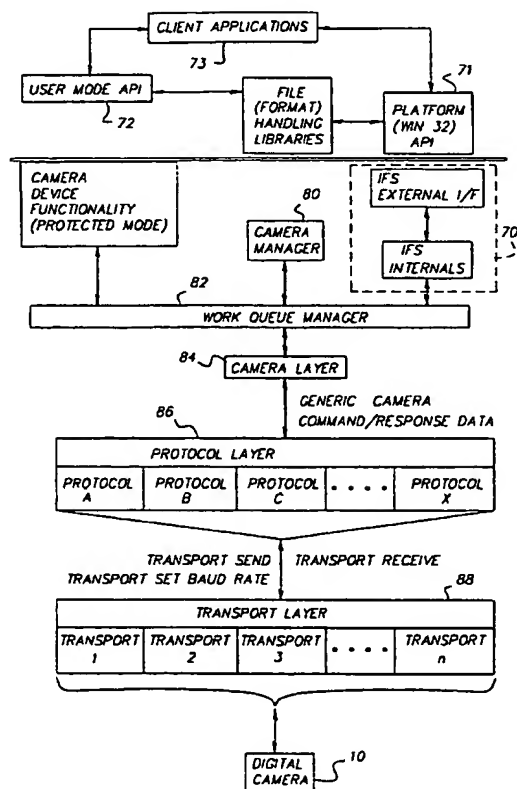 CLIENT APPLICATIONS
73
USER MODE API
72
FILE
(FORMAT)
HANDLING
LIBRARIES
71
PLATFORM
(WIN 32)
API
CAMERA
DEVICE
FUNCTIONALITY
(PROTECTED MODE)
80
CAMERA
MANAGER
IFS
EXTERNAL I/F
70
IFS
INTERNALS
82
WORK QUEUE MANAGER
84
CAMERA LAYER
GENERIC CAMERA
COMMAND/RESPONSE DATA
86
PROTOCOL LAYER
PROTOCOL
A
PROTOCOL
B
PROTOCOL
C
. . . .
PROTOCOL
X
TRANSPORT SEND
TRANSPORT SET BAUD RATE
TRANSPORT RECEIVE
88
TRANSPORT LAYER
TRANSPORT
1
TRANSPORT
2
TRANSPORT
3
. . . .
TRANSPORT
n
DIGITAL
CAMERA
10